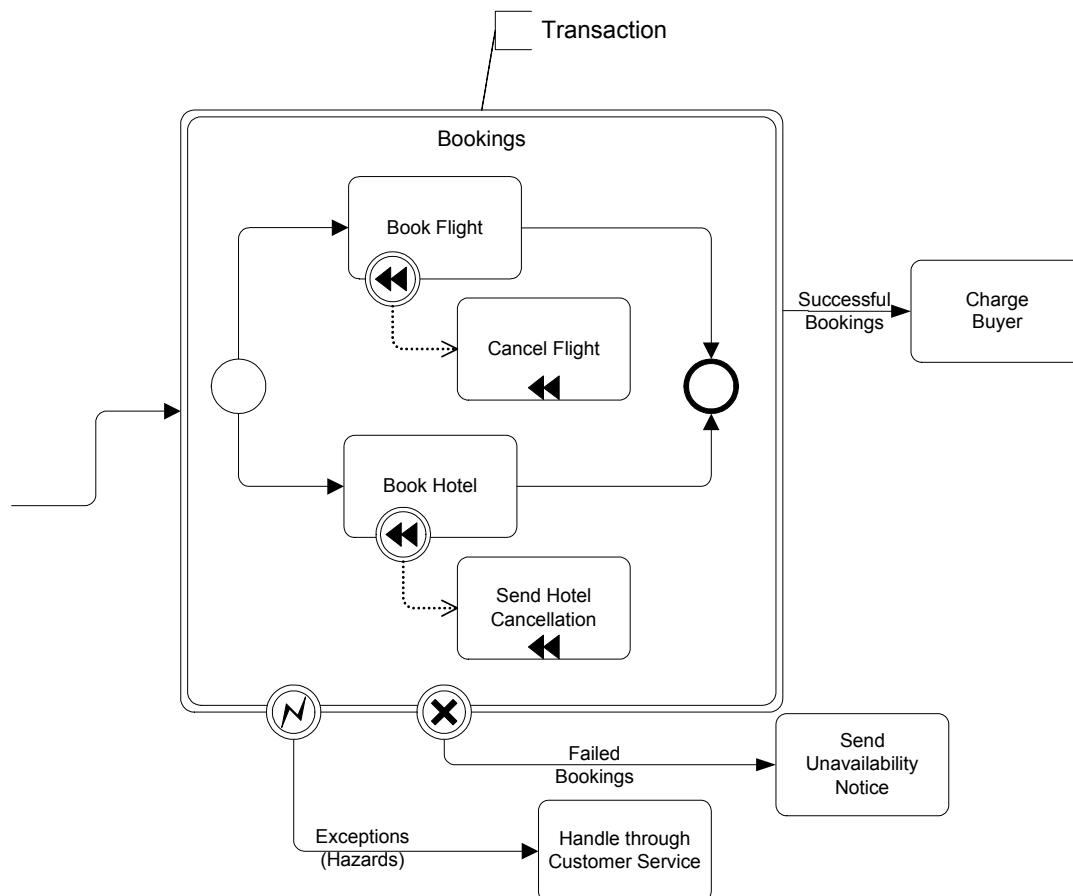 Transaction
Bookings
Book Flight
Cancel Flight
Successful
Bookings
Charge
Buyer
Book Hotel
Send Hotel
Cancellation
Failed
Bookings
Send
Unavailability
Notice
Exceptions
(Hazards)
Handle through
Customer Service